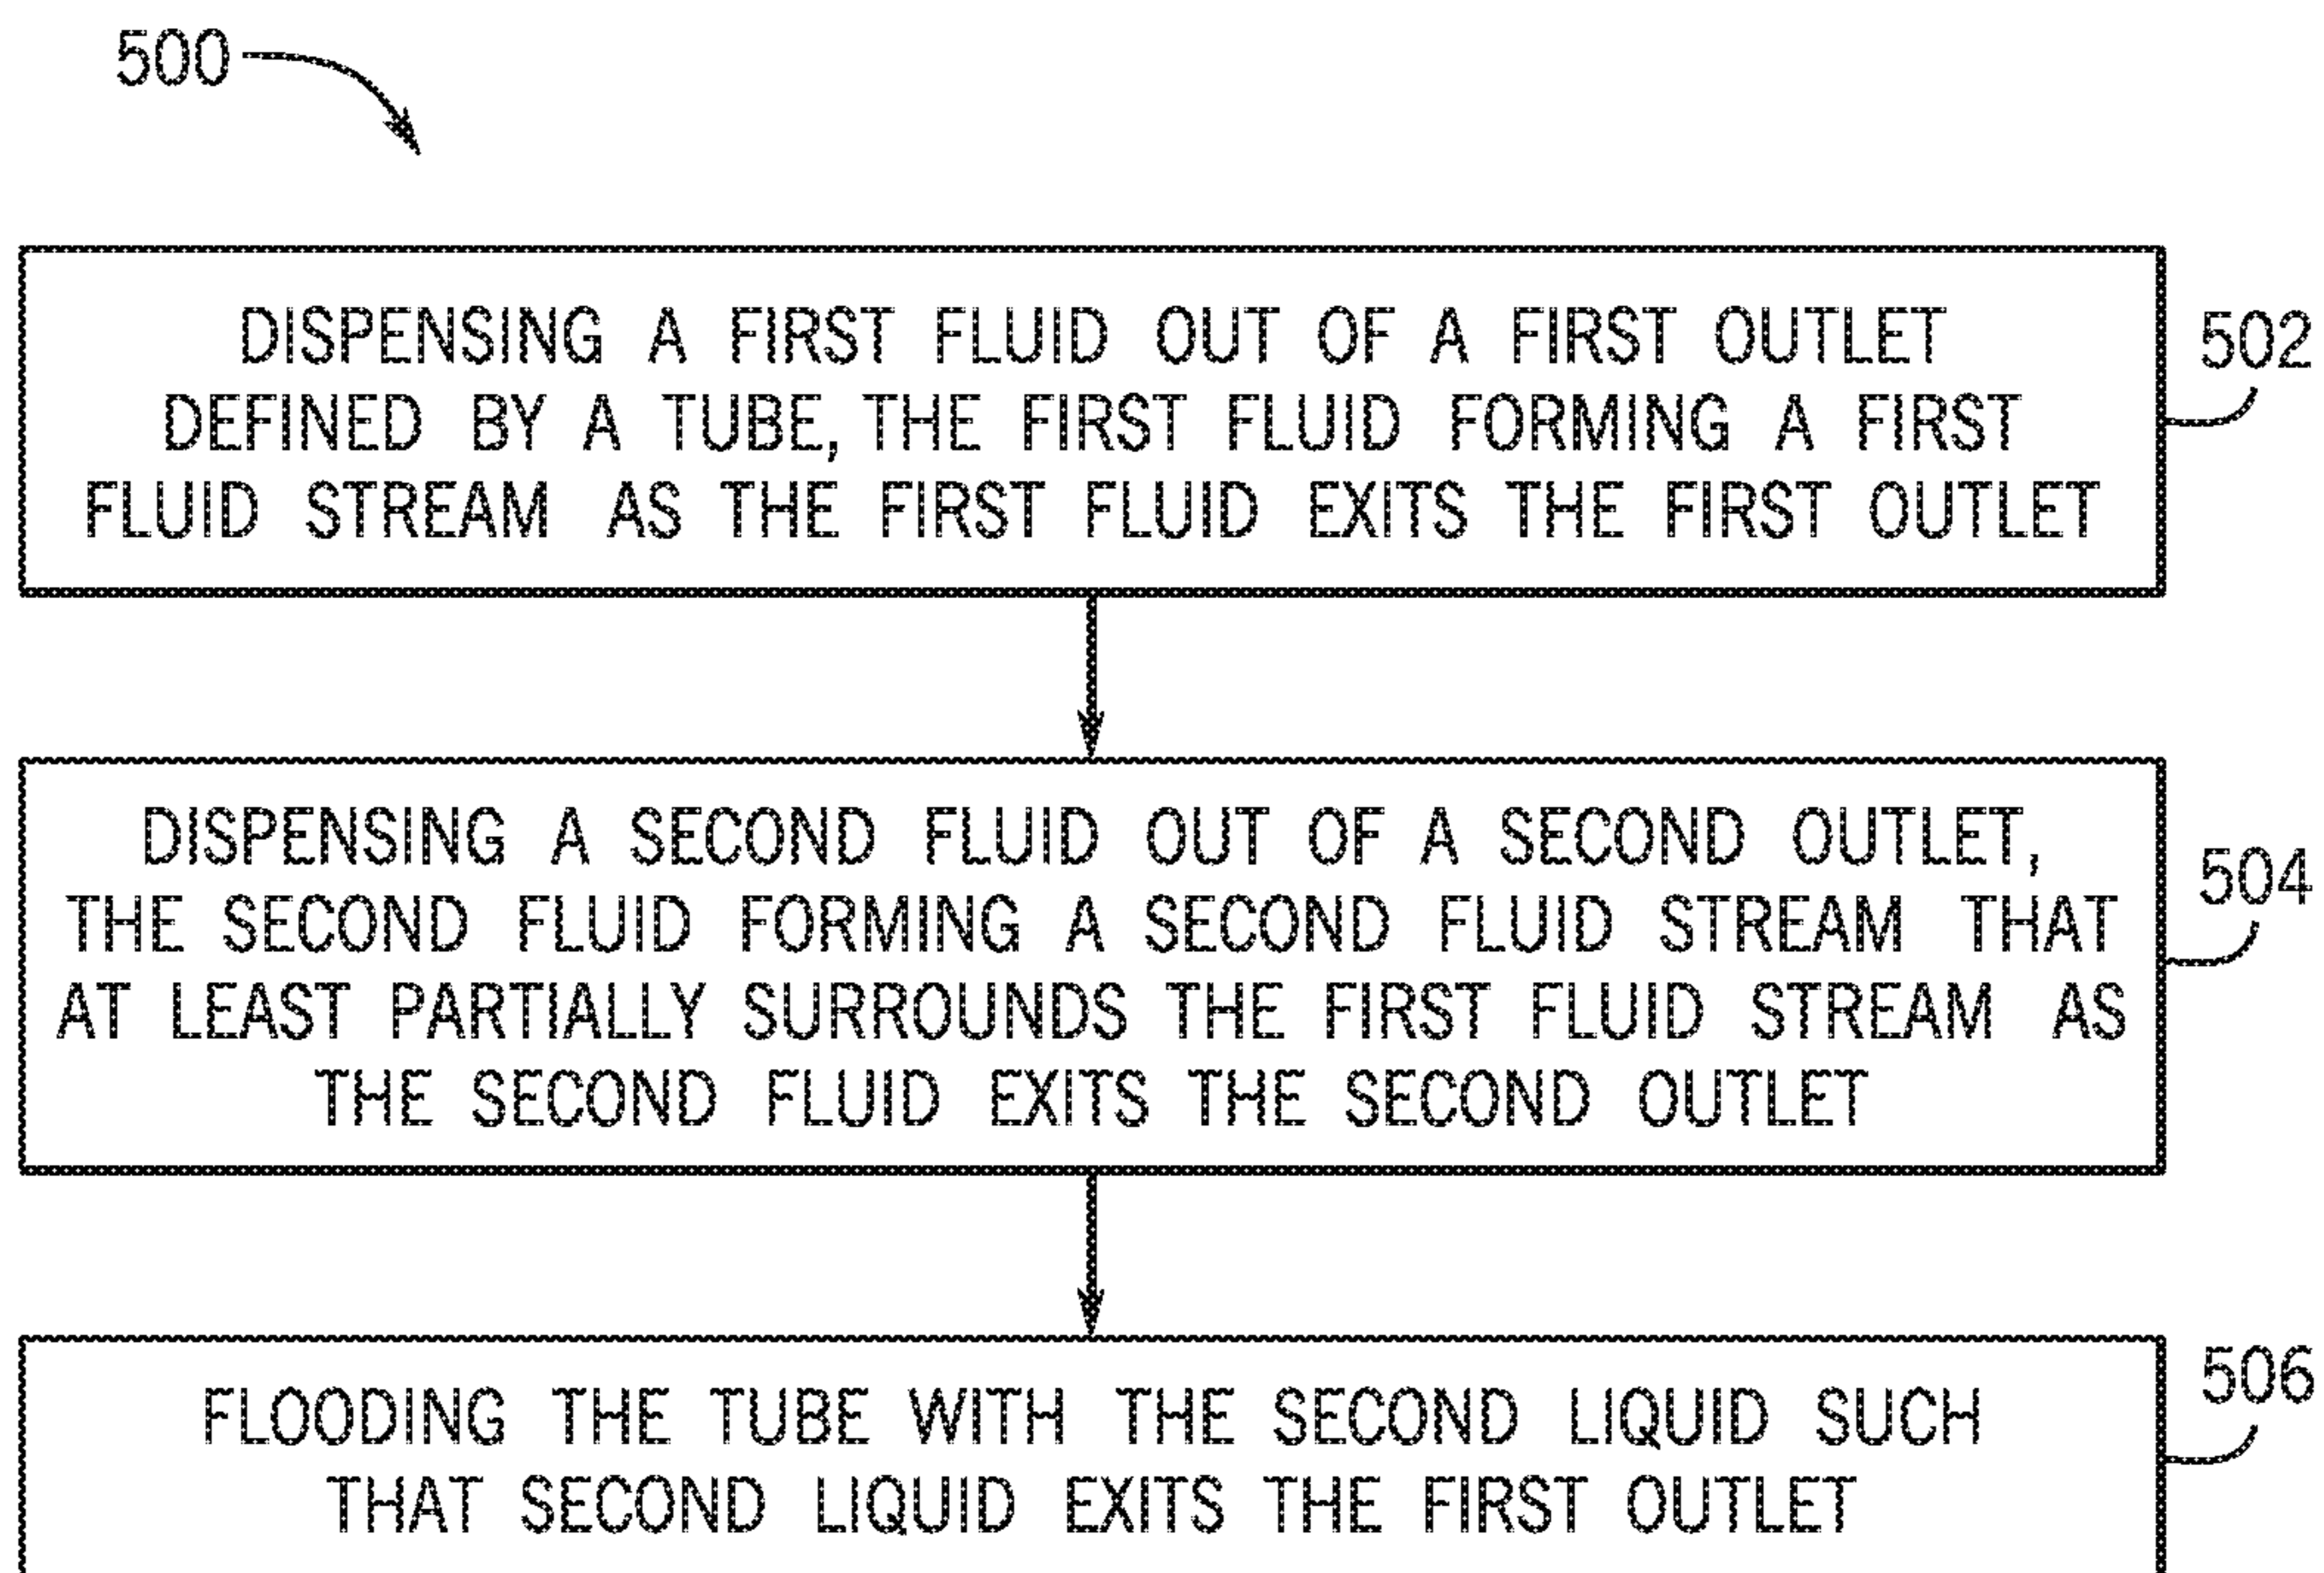 500
DISPENSING A FIRST FLUID OUT OF A FIRST OUTLET
DEFINED BY A TUBE, THE FIRST FLUID FORMING A FIRST
FLUID STREAM AS THE FIRST FLUID EXITS THE FIRST OUTLET
502
DISPENSING A SECOND FLUID OUT OF A SECOND OUTLET,
THE SECOND FLUID FORMING A SECOND FLUID STREAM THAT
AT LEAST PARTIALLY SURROUNDS THE FIRST FLUID STREAM AS
THE SECOND FLUID EXITS THE SECOND OUTLET
504
FLOODING THE TUBE WITH THE SECOND LIQUID SUCH
THAT SECOND LIQUID EXITS THE FIRST OUTLET
506